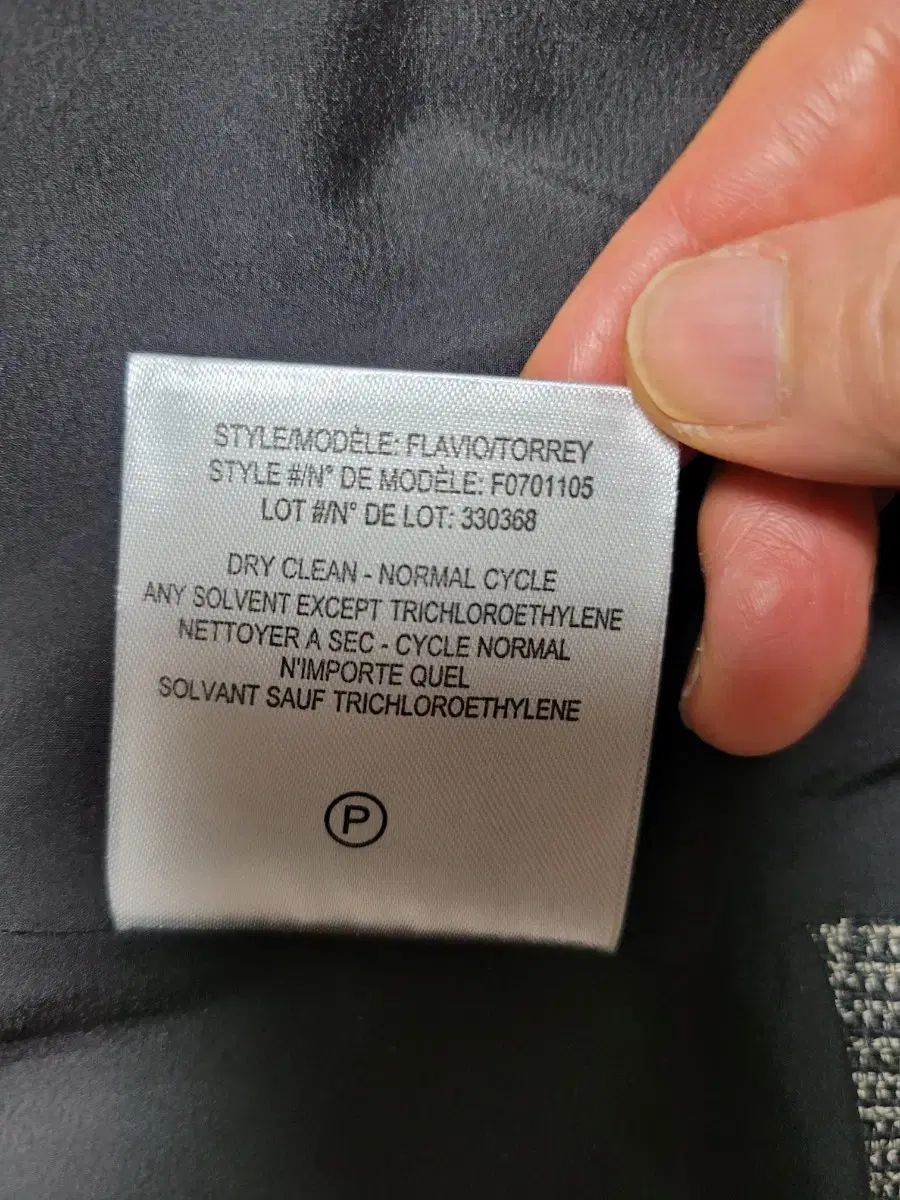 STYLE/MODÈLE: FLAVIO/TORREY
STYLE #/N° DE MODÈLE: F0701105
LOT #/N° DE LOT: 330368
DRY CLEAN - NORMAL CYCLE
ANY SOLVENT EXCEPT TRICHLOROETHYLENE
NETTOYER A SEC - CYCLE NORMAL
N'IMPORTE QUEL
SOLVANT SAUF TRICHLOROETHYLENE
P